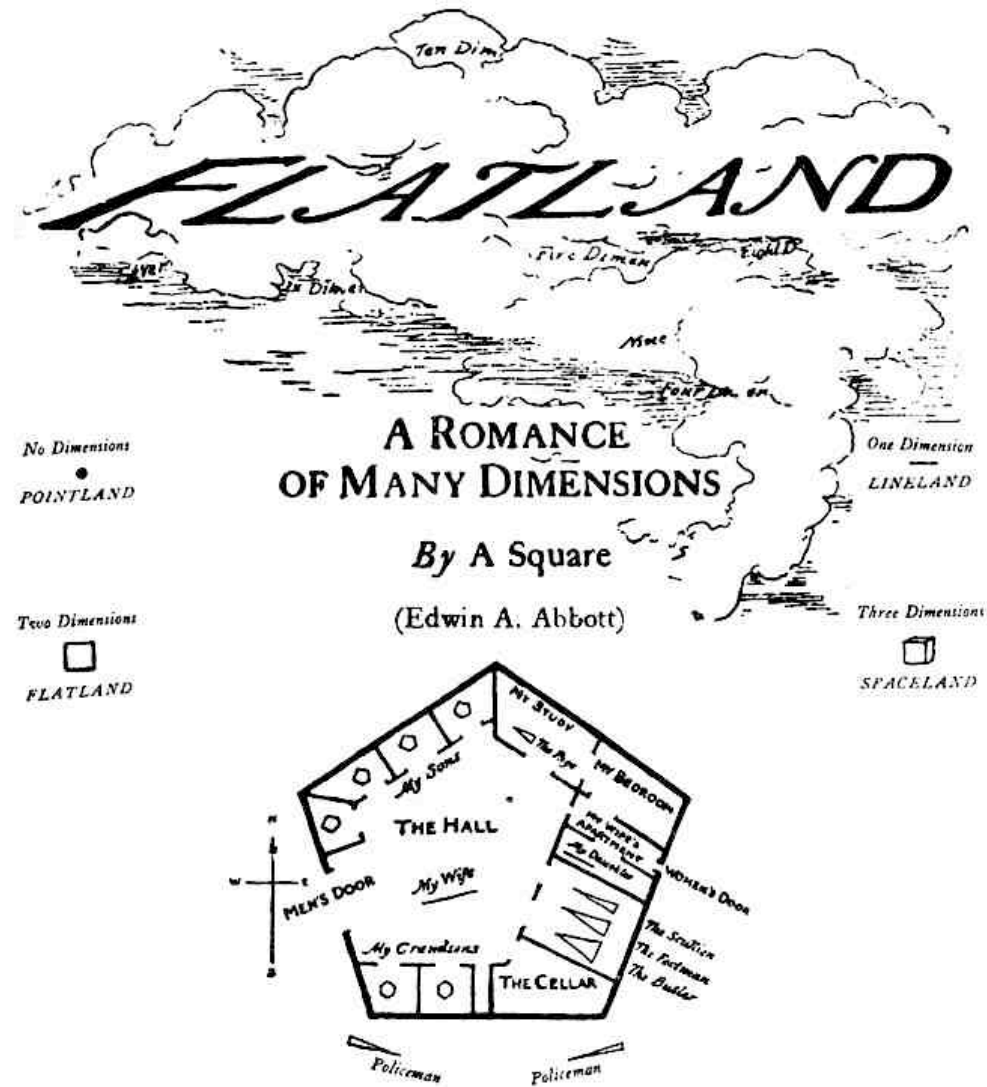 Ten Dim
FLATLAND
Five Dimen
Eight D
Nine
A ROMANCE
OF MANY DIMENSIONS
By A Square
(Edwin A. Abbott)
No Dimensions
POINTLAND
One Dimension
LINELAND
Two Dimensions
FLATLAND
Three Dimensions
SPACELAND
MY STUDY
The Page
MY BEDROOM
My Sons
THE HALL
MY WIFE'S
APARTMENT
My Daughter
WOMEN'S DOOR
N
W E
S
MEN'S DOOR
My Wife
The Scullion
The Footman
The Butler
My Grandsons
THE CELLAR
Policeman
Policeman